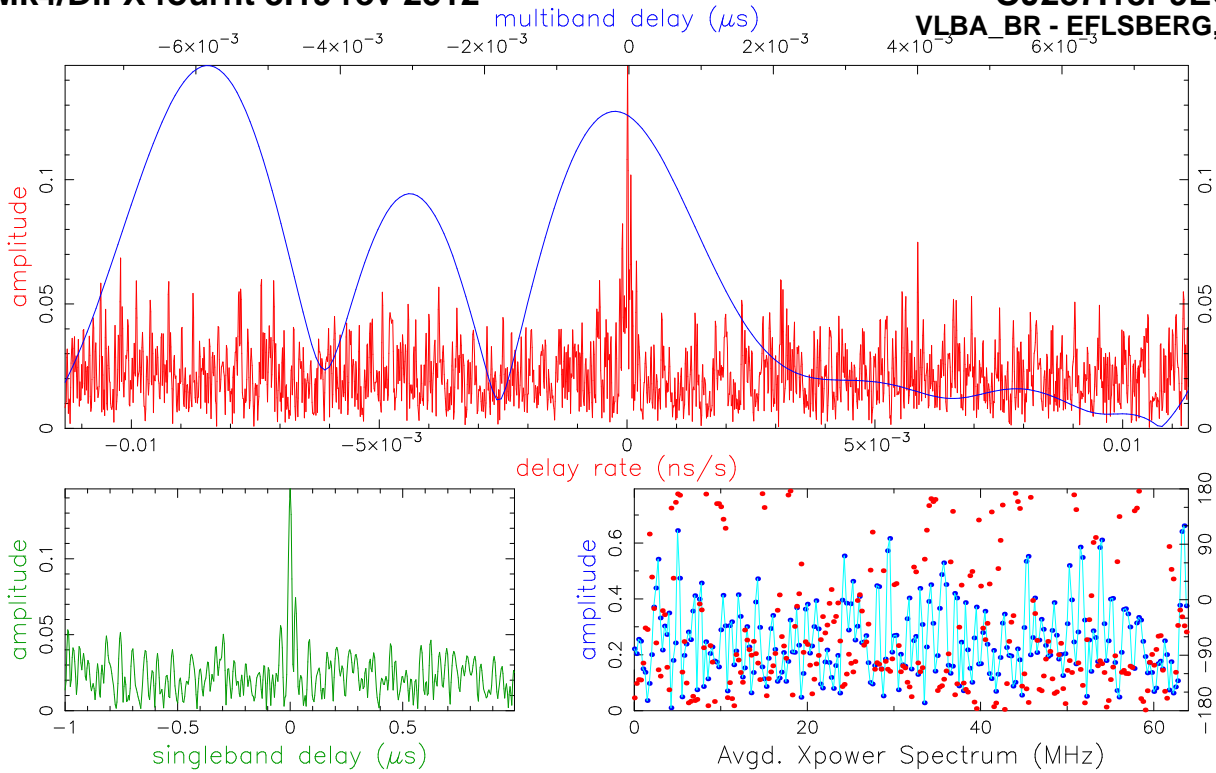 multiband delay (μs)
VLBA_BR - EFLSBERG,
−6×10⁻³ −4×10⁻³ −2×10⁻³ 0 2×10⁻³ 4×10⁻³ 6×10⁻³
amplitude
0 0.05 0.1
0 0.05 0.1
−0.01 −5×10⁻³ 0 5×10⁻³ 0.01
delay rate (ns/s)
amplitude
0 0.05 0.1
−1 −0.5 0 0.5
singleband delay (μs)
amplitude
0 0.2 0.4 0.6
180 90 0 −90 −180
0 20 40 60
Avgd. Xpower Spectrum (MHz)